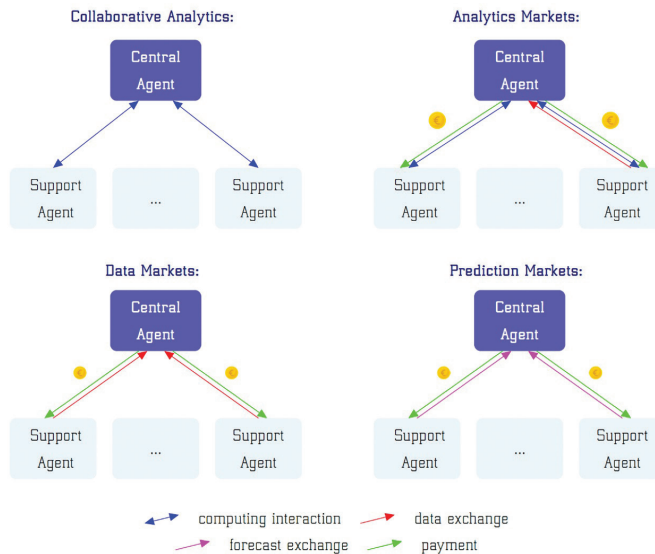 Collaborative Analytics:
Central
Agent
Support
Agent
...
Support
Agent
Analytics Markets:
Central
Agent
€
€
Support
Agent
...
Support
Agent
Data Markets:
Central
Agent
€
€
Support
Agent
...
Support
Agent
Prediction Markets:
Central
Agent
€
€
Support
Agent
...
Support
Agent
computing interaction
data exchange
forecast exchange
payment